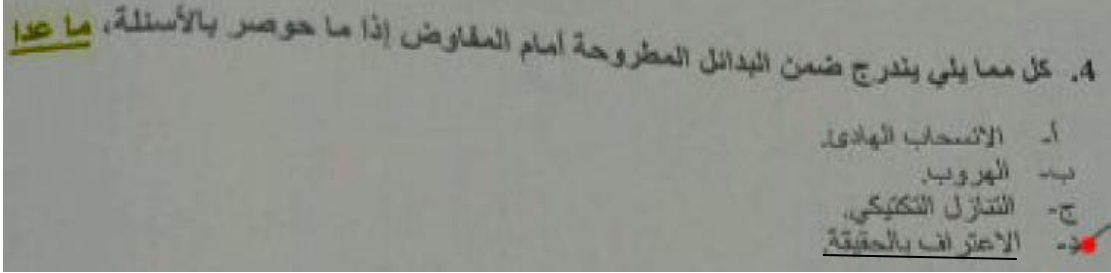 4. كل مما يلي يندرج ضمن البدائل المطروحة أمام المفاوض إذا ما حوصر بالأسئلة، ما عدا
أ- الانسحاب الهادئ.
ب- الهروب.
ج- التنازل التكتيكي.
د- الاعتراف بالحقيقة.